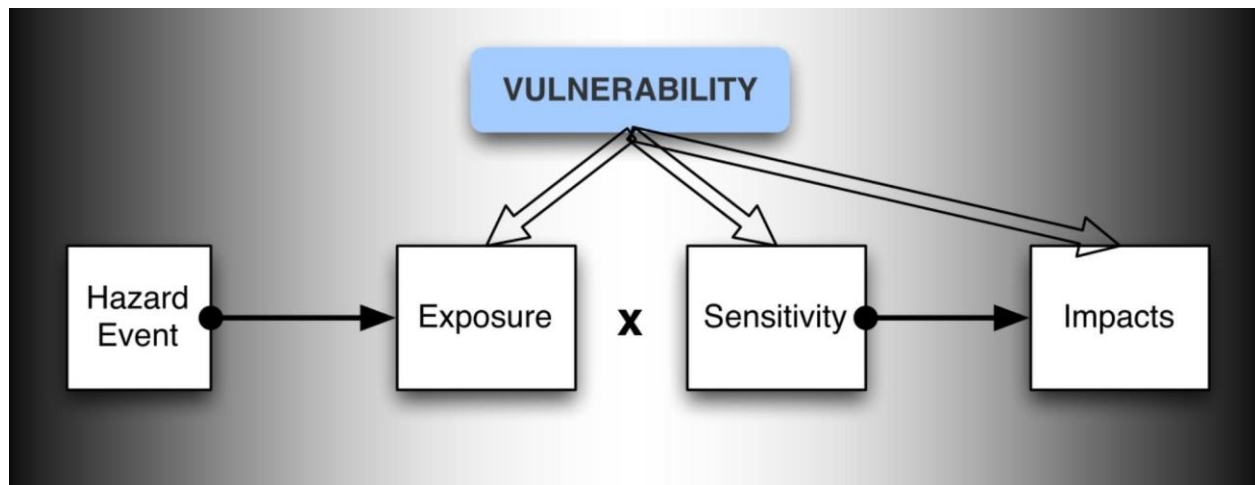 VULNERABILITY
Hazard
Event
Exposure
x
Sensitivity
Impacts